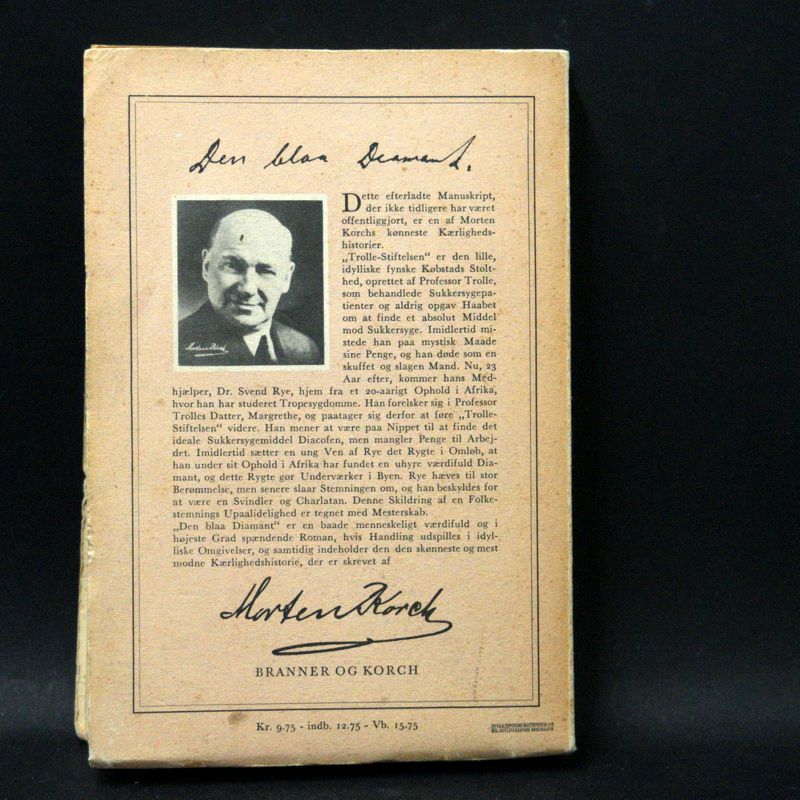 Den blaa Diamant.
Dette efterladte Manuskript,
der ikke tidligere har været
offentliggjort, er en af Morten
Korchs kønneste Kærligheds-
historier.
„Trolle-Stiftelsen“ er den lille,
idylliske fynske Købstads Stolt-
hed, oprettet af Professor Trolle,
som behandlede Sukkersygepa-
tienter og aldrig opgav Haabet
om at finde et absolut Middel
mod Sukkersyge. Imidlertid mi-
stede han paa mystisk Maade
sine Penge, og han døde som en
skuffet og slagen Mand. Nu, 23
Aar efter, kommer hans Med-
hjælper, Dr. Svend Rye, hjem fra et 20-aarigt Ophold i Afrika,
hvor han har studeret Tropesygdomme. Han forelsker sig i Professor
Trolles Datter, Margrethe, og paatager sig derfor at føre „Trolle-
Stiftelsen“ videre. Han mener at være paa Nippet til at finde det
ideale Sukkersygemiddel Diacofen, men mangler Penge til Arbej-
det. Imidlertid sætter en ung Ven af Rye det Rygte i Omløb, at
han under sit Ophold i Afrika har fundet en uhyre værdifuld Dia-
mant, og dette Rygte gør Underværker i Byen. Rye hæves til stor
Berømmelse, men senere slaar Stemningen om, og han beskyldes for
at være en Svindler og Charlatan. Denne Skildring af en Folke-
stemnings Upaalidelighed er tegnet med Mesterskab.
„Den blaa Diamant“ er en baade menneskeligt værdifuld og i
højeste Grad spændende Roman, hvis Handling udspilles i idyl-
liske Omgivelser, og samtidig indeholder den den skønneste og mest
modne Kærlighedshistorie, der er skrevet af
Morten Korch
Morten Korch
BRANNER OG KORCH
Kr. 9.75 - indb. 12.75 - Vb. 15.75